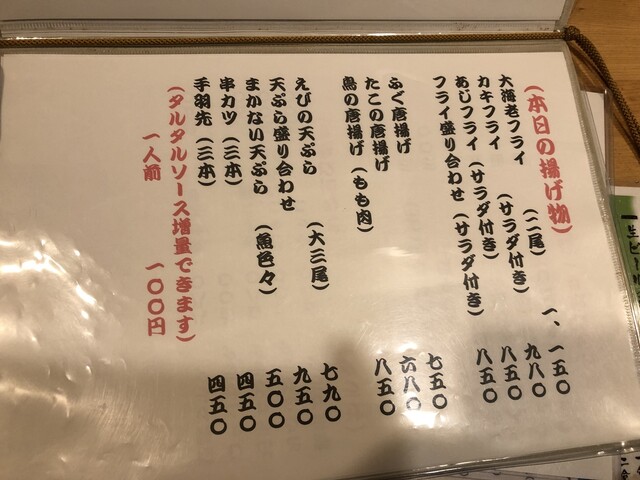 (本日の揚げ物)
大海老フライ (二尾) 一、一五〇
カキフライ (サラダ付き) 九八〇
あじフライ (サラダ付き) 八五〇
フライ盛り合わせ (サラダ付き) 八五〇
ふぐ唐揚げ 七五〇
たこの唐揚げ 六八〇
鳥の唐揚げ (もも肉) 八五〇
えびの天ぷら (大三尾) 七九〇
天ぷら盛り合わせ 九五〇
まかない天ぷら (魚色々) 五〇〇
串カツ (三本) 四五〇
手羽先 (三本) 四五〇
(タルタルソース増量できます)
一人前 一〇〇円